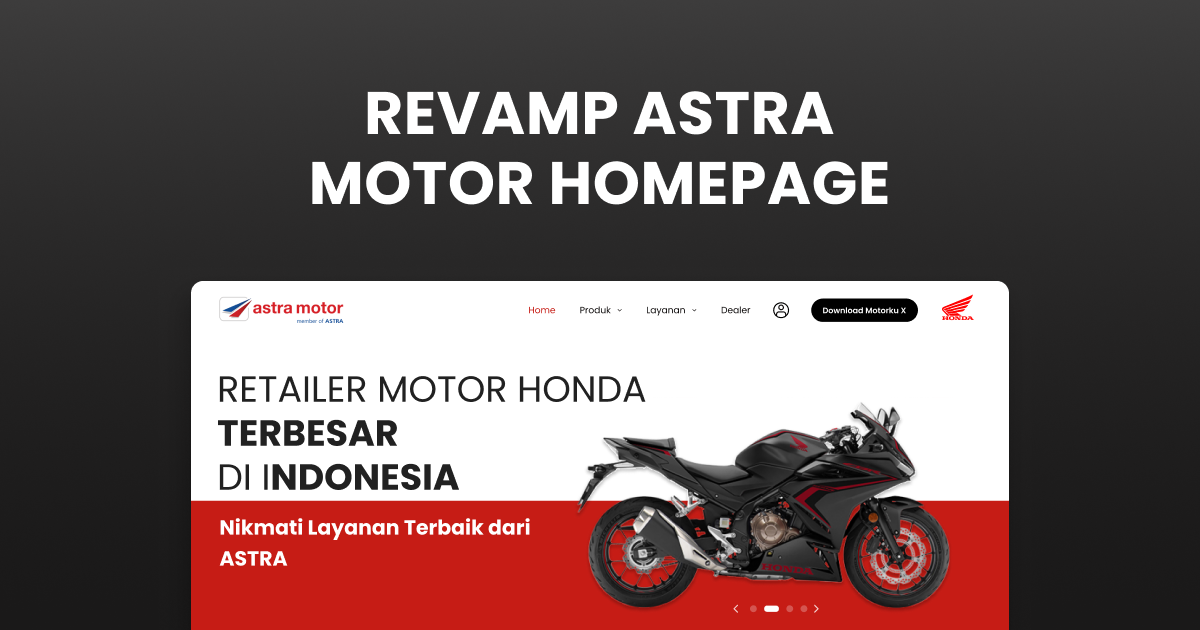 REVAMP ASTRA
MOTOR HOMEPAGE
astra motor
member of ASTRA
Home
Produk
Layanan
Dealer
Download Motorku X
HONDA
RETAILER MOTOR HONDA
TERBESAR
DI INDONESIA
Nikmati Layanan Terbaik dari
ASTRA
HONDA